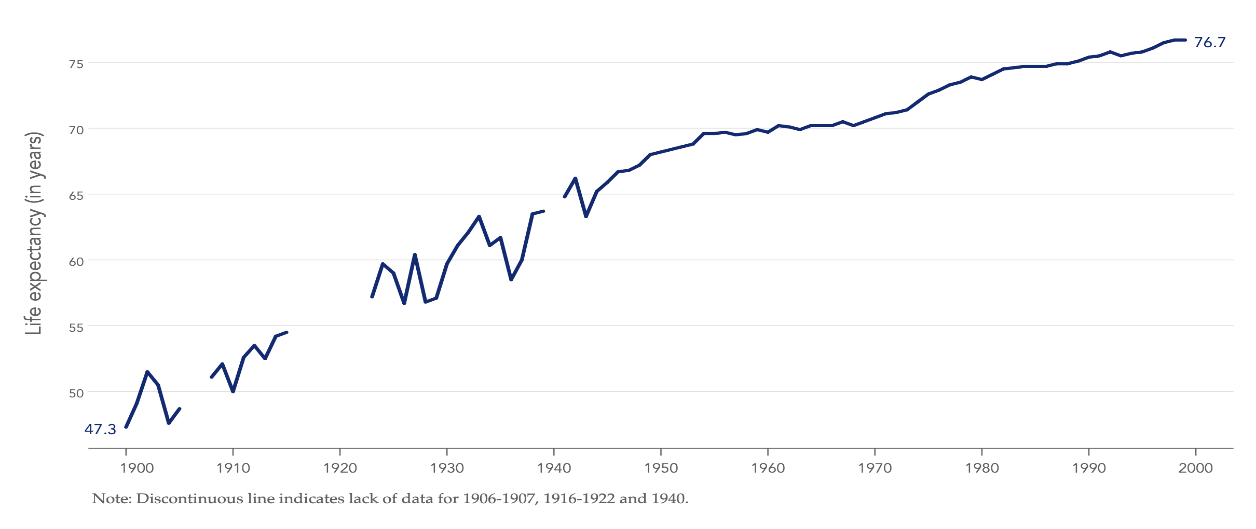 Life expectancy (in years)
75
70
65
60
55
50
76.7
47.3
1900 1910 1920 1930 1940 1950 1960 1970 1980 1990 2000
Note: Discontinuous line indicates lack of data for 1906-1907, 1916-1922 and 1940.